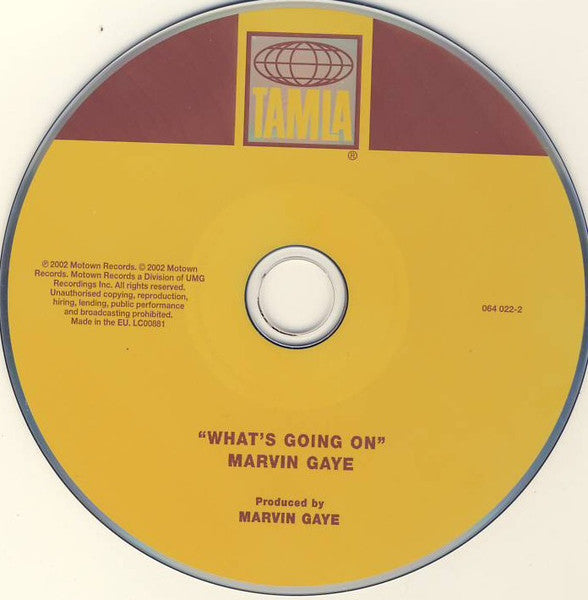 TAMLA
®
℗ 2002 Motown Records. © 2002 Motown
Records. Motown Records a Division of UMG
Recordings Inc. All rights reserved.
Unauthorised copying, reproduction,
hiring, lending, public performance
and broadcasting prohibited.
Made in the EU. LC00881
064 022-2
"WHAT'S GOING ON"
MARVIN GAYE
Produced by
MARVIN GAYE